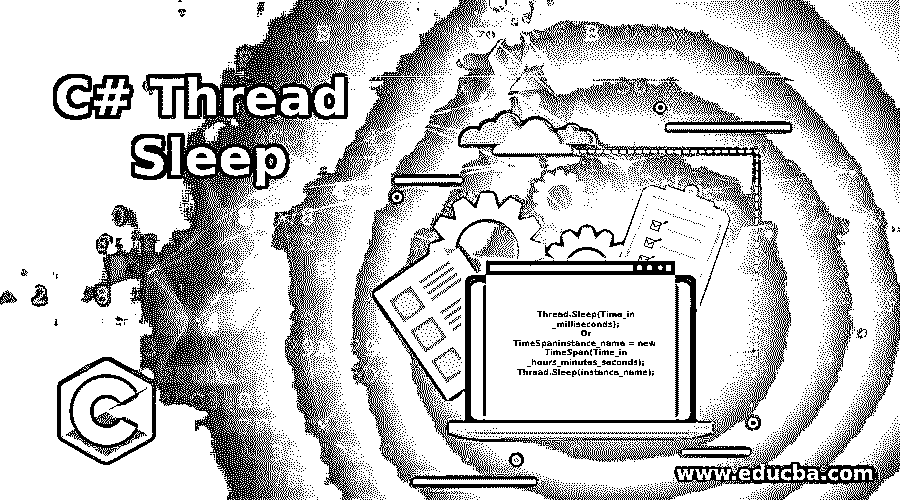 C# Thread
Sleep
Thread.Sleep(Time_in
_milliseconds);
Or
TimeSpaninstance_name = new
TimeSpan(Time_in
_hours_minutes_seconds);
Thread.Sleep(instance_name);
www.educba.com